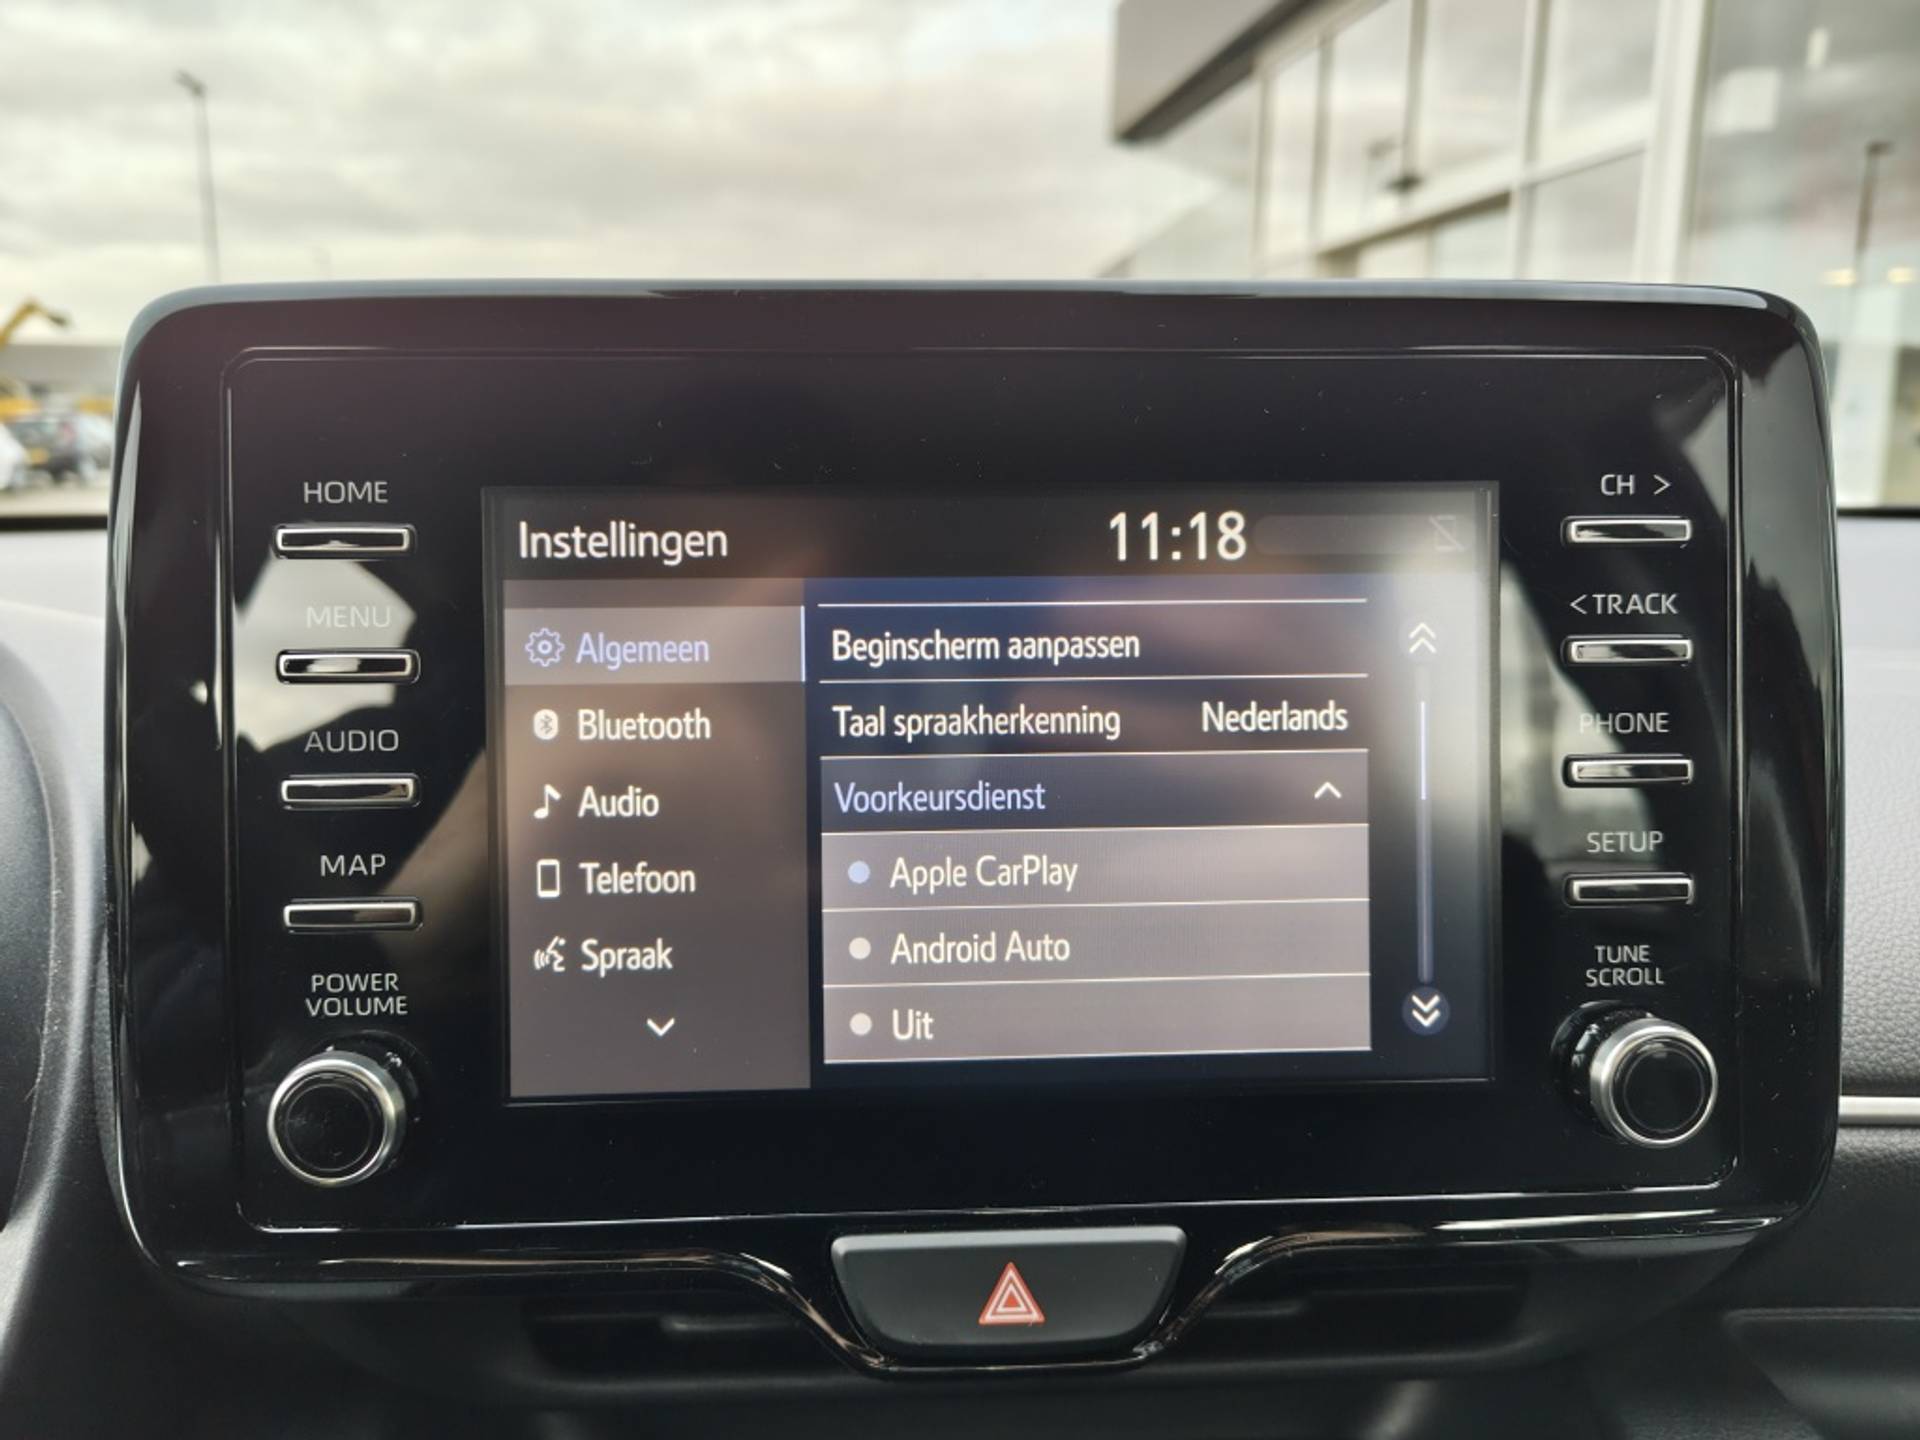 HOME
MENU
AUDIO
MAP
POWER
VOLUME
Instellingen
11:18
Algemeen
Bluetooth
Audio
Telefoon
Spraak
Beginscherm aanpassen
Taal spraakherkenning Nederlands
Voorkeursdienst
Apple CarPlay
Android Auto
Uit
CH >
< TRACK
PHONE
SETUP
TUNE
SCROLL